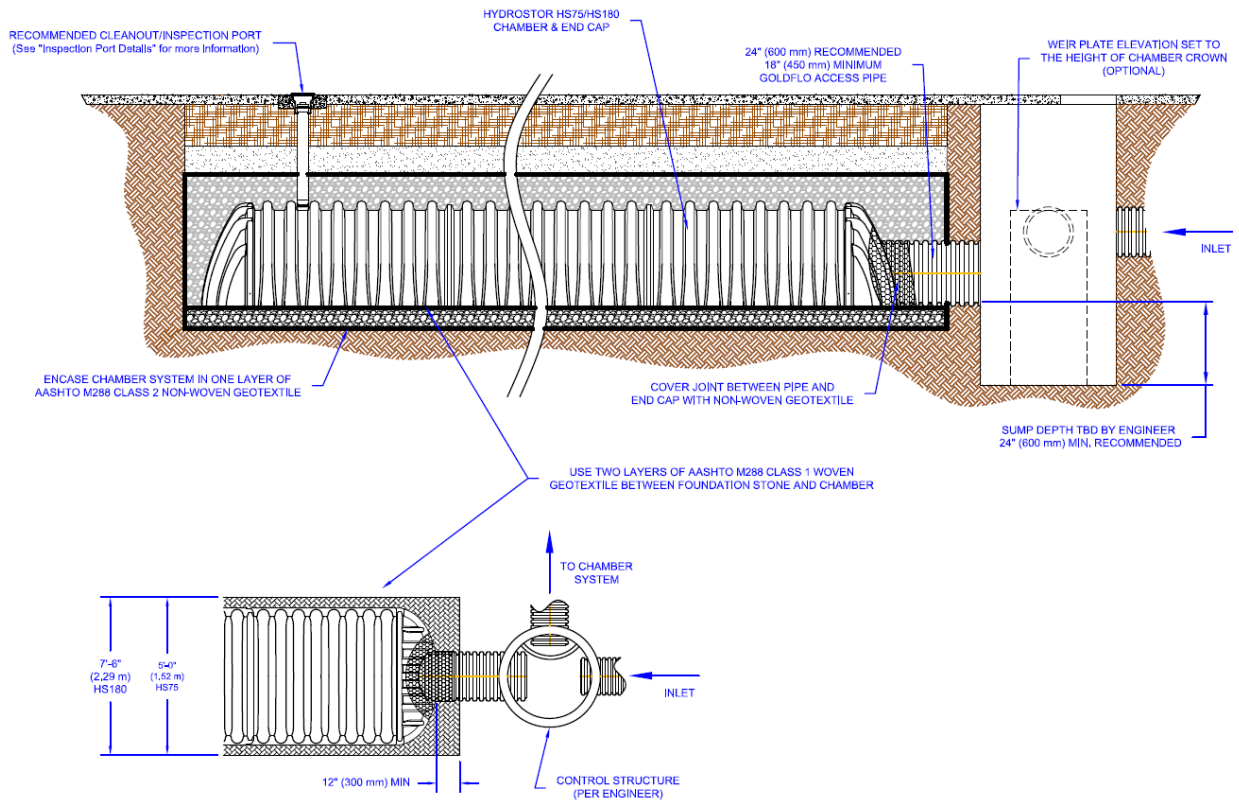 HYDROSTOR HS75/HS180
CHAMBER & END CAP
RECOMMENDED CLEANOUT/INSPECTION PORT
(See "Inspection Port Details" for more information)
24" (600 mm) RECOMMENDED
18" (450 mm) MINIMUM
GOLDFLO ACCESS PIPE
WEIR PLATE ELEVATION SET TO
THE HEIGHT OF CHAMBER CROWN
(OPTIONAL)
INLET
ENCASE CHAMBER SYSTEM IN ONE LAYER OF
AASHTO M288 CLASS 2 NON-WOVEN GEOTEXTILE
COVER JOINT BETWEEN PIPE AND
END CAP WITH NON-WOVEN GEOTEXTILE
SUMP DEPTH TBD BY ENGINEER
24" (600 mm) MIN. RECOMMENDED
USE TWO LAYERS OF AASHTO M288 CLASS 1 WOVEN
GEOTEXTILE BETWEEN FOUNDATION STONE AND CHAMBER
TO CHAMBER
SYSTEM
7'-6"
(2,29 m)
HS180
5'-0"
(1,52 m)
HS75
INLET
12" (300 mm) MIN
CONTROL STRUCTURE
(PER ENGINEER)